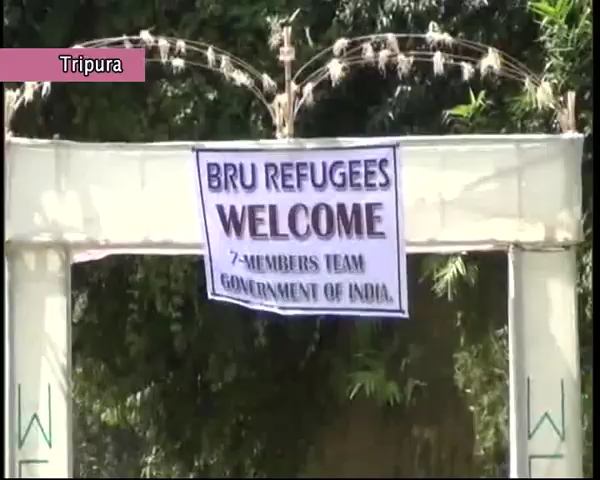 Tripura
BRU REFUGEES
WELCOME
7-MEMBERS TEAM
GOVERNMENT OF INDIA.
W
W